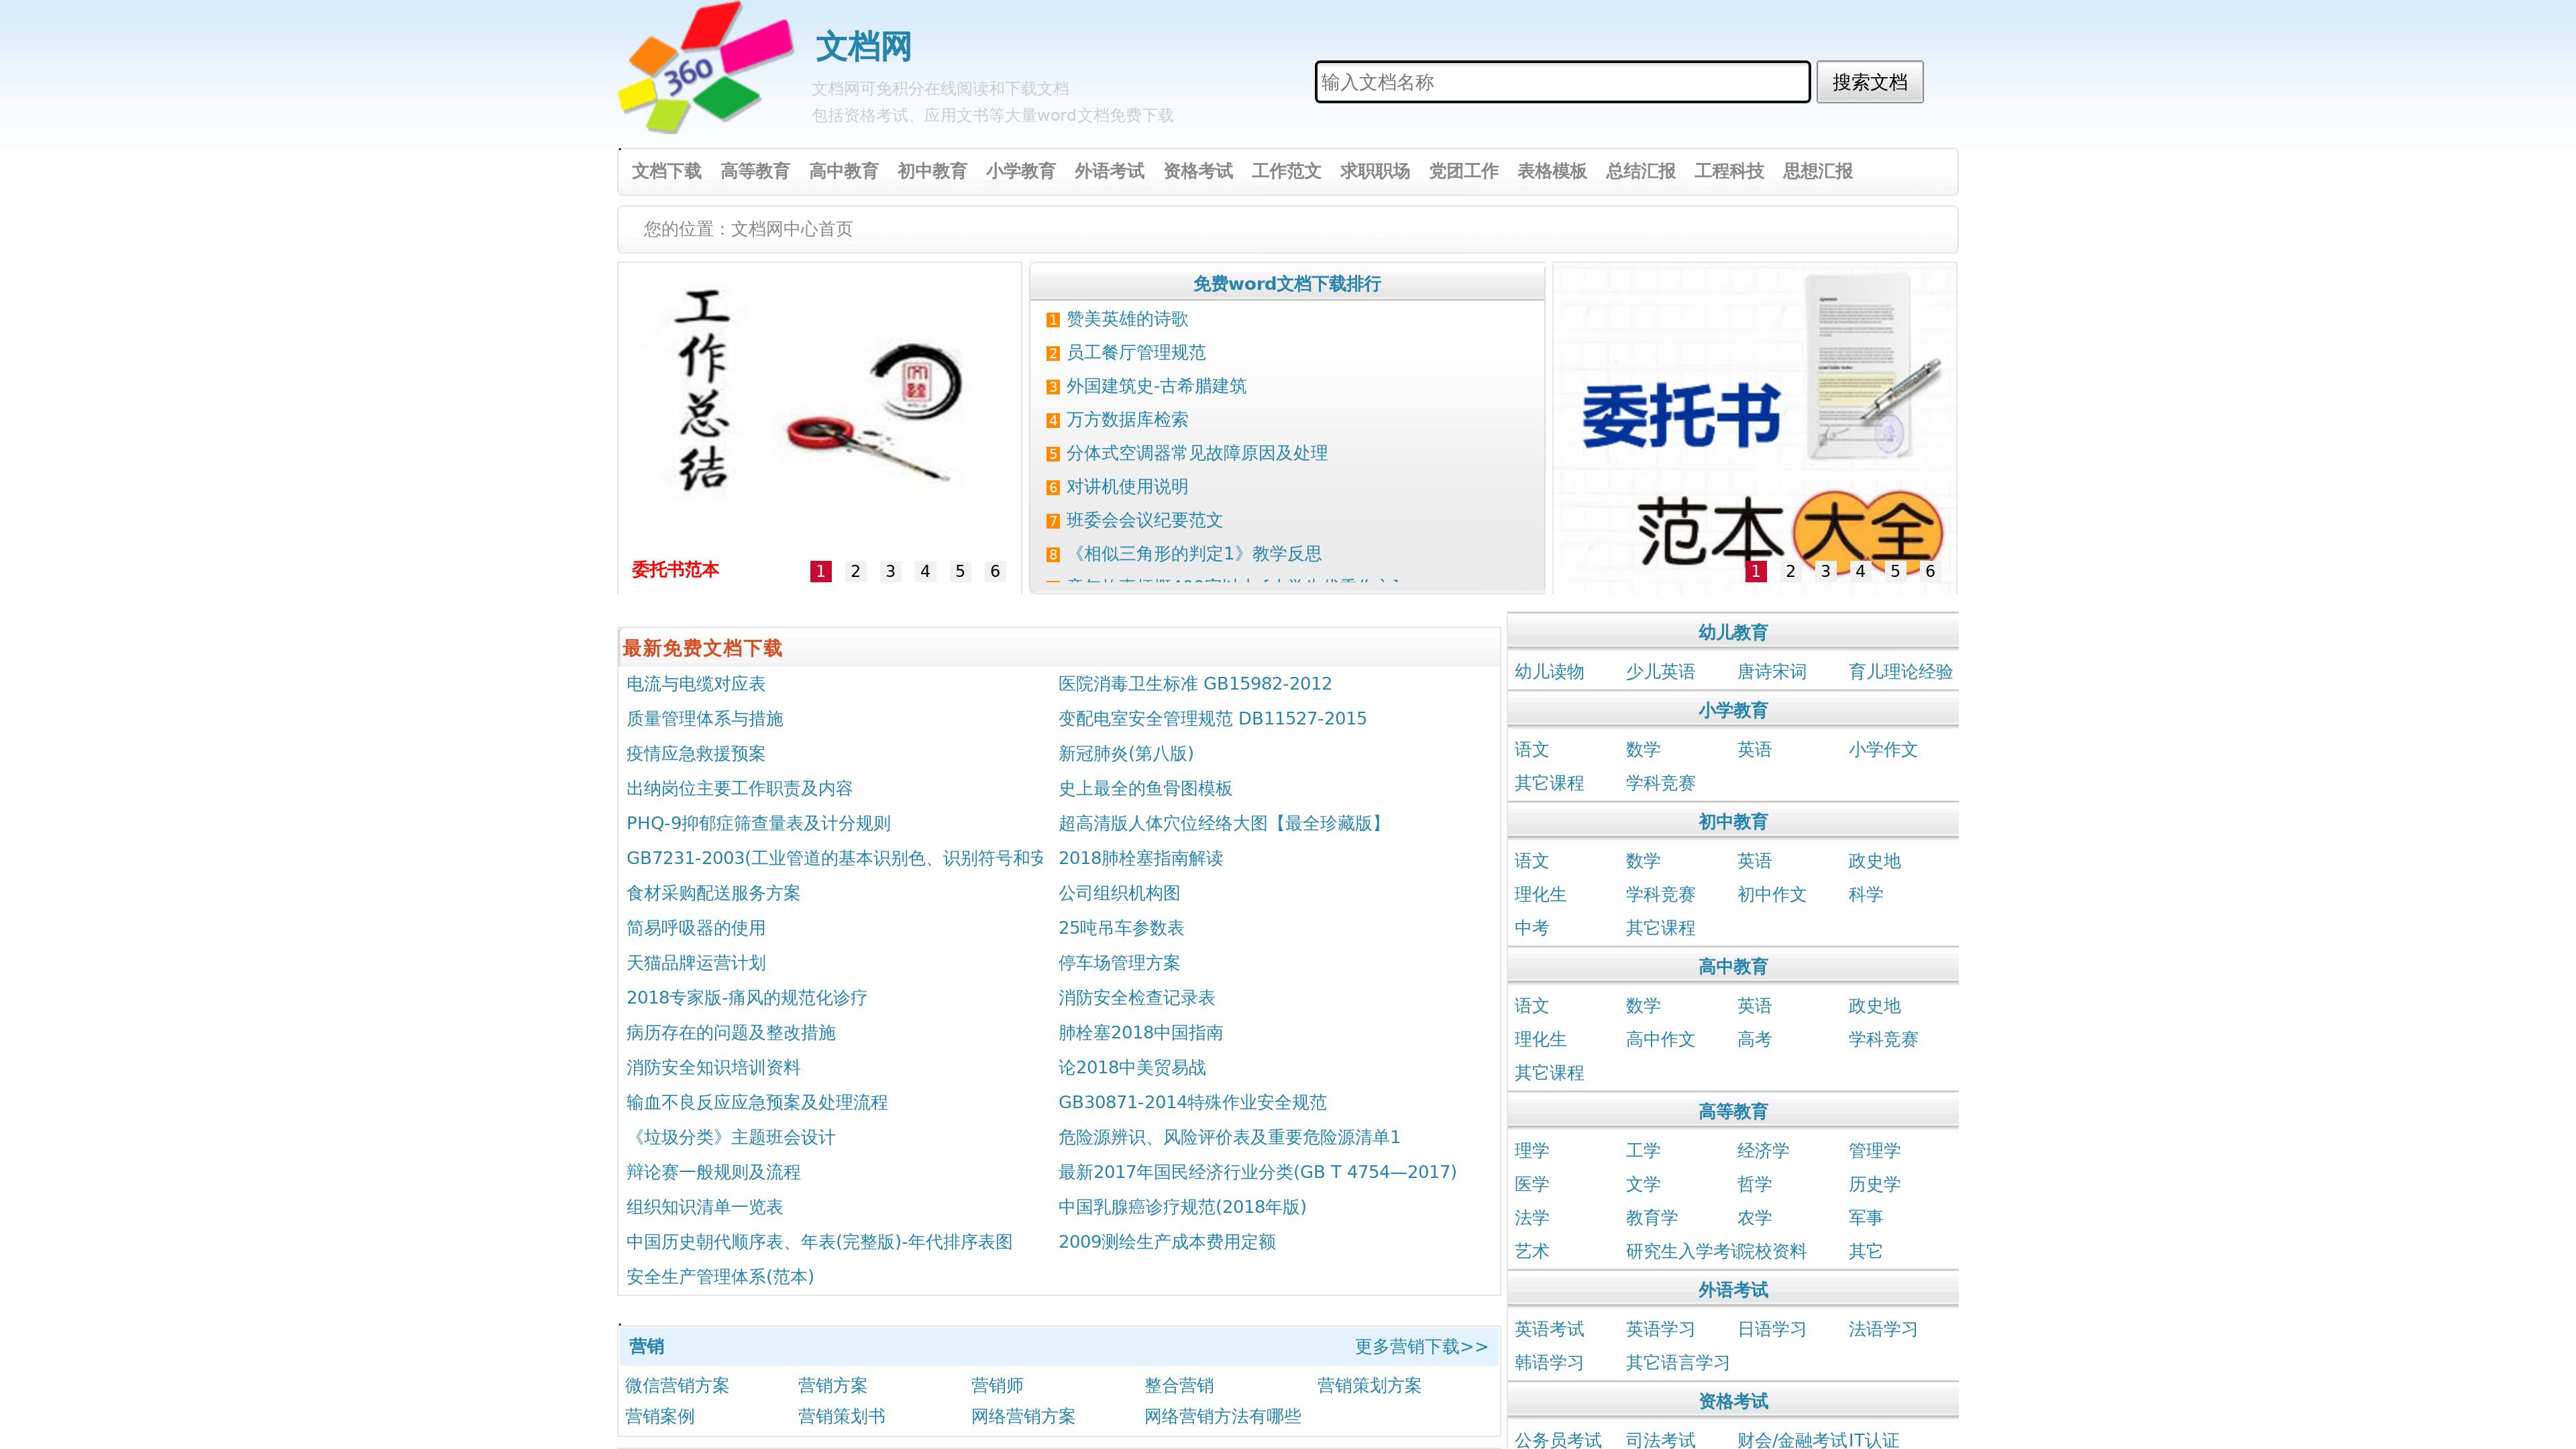 360
文档网
文档网可免积分在线阅读和下载文档
包括资格考试、应用文书等大量word文档免费下载
输入文档名称
搜索文档
文档下载 高等教育 高中教育 初中教育 小学教育 外语考试 资格考试 工作范文 求职职场 党团工作 表格模板 总结汇报 工程科技 思想汇报
您的位置：文档网中心首页
工作总结
委托书范本
1 2 3 4 5 6
免费word文档下载排行
1 赞美英雄的诗歌
2 员工餐厅管理规范
3 外国建筑史-古希腊建筑
4 万方数据库检索
5 分体式空调器常见故障原因及处理
6 对讲机使用说明
7 班委会会议纪要范文
8 《相似三角形的判定1》教学反思
委托书
范本大全
1 2 3 4 5 6
最新免费文档下载
电流与电缆对应表 医院消毒卫生标准 GB15982-2012
质量管理体系与措施 变配电室安全管理规范 DB11527-2015
疫情应急救援预案 新冠肺炎(第八版)
出纳岗位主要工作职责及内容 史上最全的鱼骨图模板
PHQ-9抑郁症筛查量表及计分规则 超高清版人体穴位经络大图【最全珍藏版】
GB7231-2003(工业管道的基本识别色、识别符号和安 2018肺栓塞指南解读
食材采购配送服务方案 公司组织机构图
简易呼吸器的使用 25吨吊车参数表
天猫品牌运营计划 停车场管理方案
2018专家版-痛风的规范化诊疗 消防安全检查记录表
病历存在的问题及整改措施 肺栓塞2018中国指南
消防安全知识培训资料 论2018中美贸易战
输血不良反应应急预案及处理流程 GB30871-2014特殊作业安全规范
《垃圾分类》主题班会设计 危险源辨识、风险评价表及重要危险源清单1
辩论赛一般规则及流程 最新2017年国民经济行业分类(GB T 4754—2017)
组织知识清单一览表 中国乳腺癌诊疗规范(2018年版)
中国历史朝代顺序表、年表(完整版)-年代排序表图 2009测绘生产成本费用定额
安全生产管理体系(范本)
营销 更多营销下载>>
微信营销方案 营销方案 营销师 整合营销 营销策划方案
营销案例 营销策划书 网络营销方案 网络营销方法有哪些
幼儿教育
幼儿读物 少儿英语 唐诗宋词 育儿理论经验
小学教育
语文 数学 英语 小学作文
其它课程 学科竞赛
初中教育
语文 数学 英语 政史地
理化生 学科竞赛 初中作文 科学
中考 其它课程
高中教育
语文 数学 英语 政史地
理化生 高中作文 高考 学科竞赛
其它课程
高等教育
理学 工学 经济学 管理学
医学 文学 哲学 历史学
法学 教育学 农学 军事
艺术 研究生入学考 院校资料 其它
外语考试
英语考试 英语学习 日语学习 法语学习
韩语学习 其它语言学习
资格考试
公务员考试 司法考试 财会/金融考试 IT认证